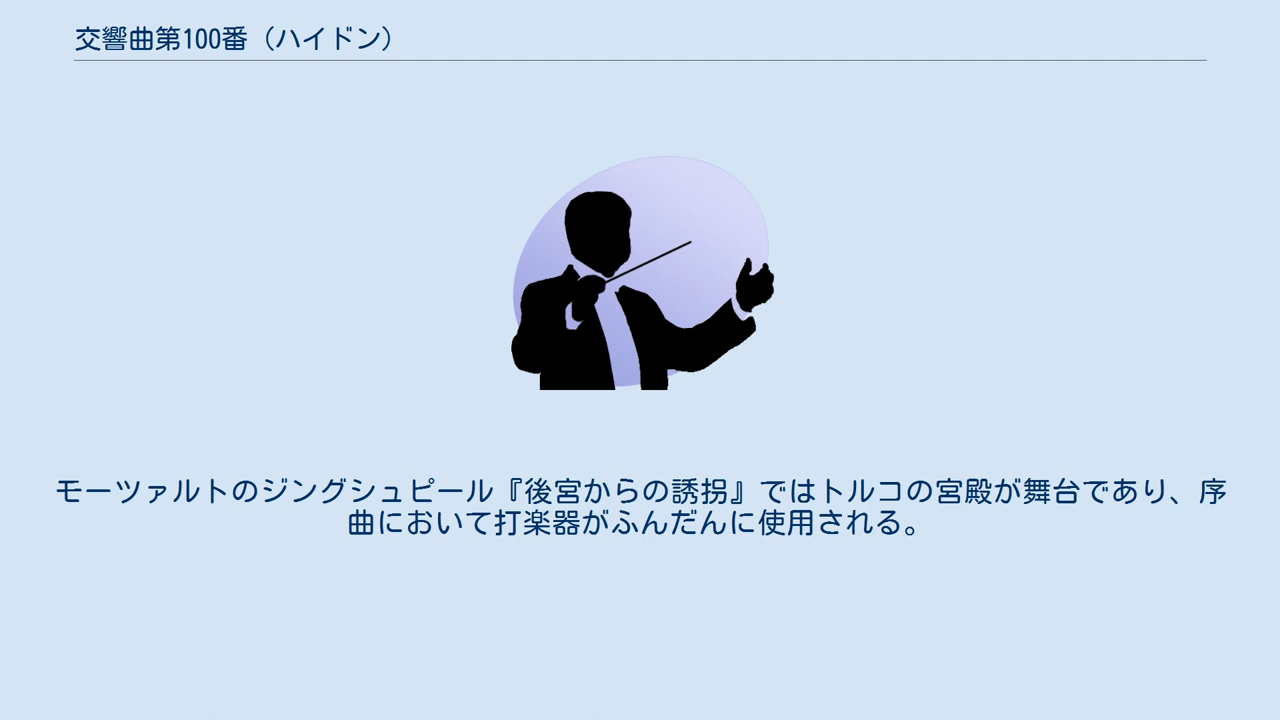 交響曲第100番（ハイドン）
モーツァルトのジングシュピール『後宮からの誘拐』ではトルコの宮殿が舞台であり、序
曲において打楽器がふんだんに使用される。